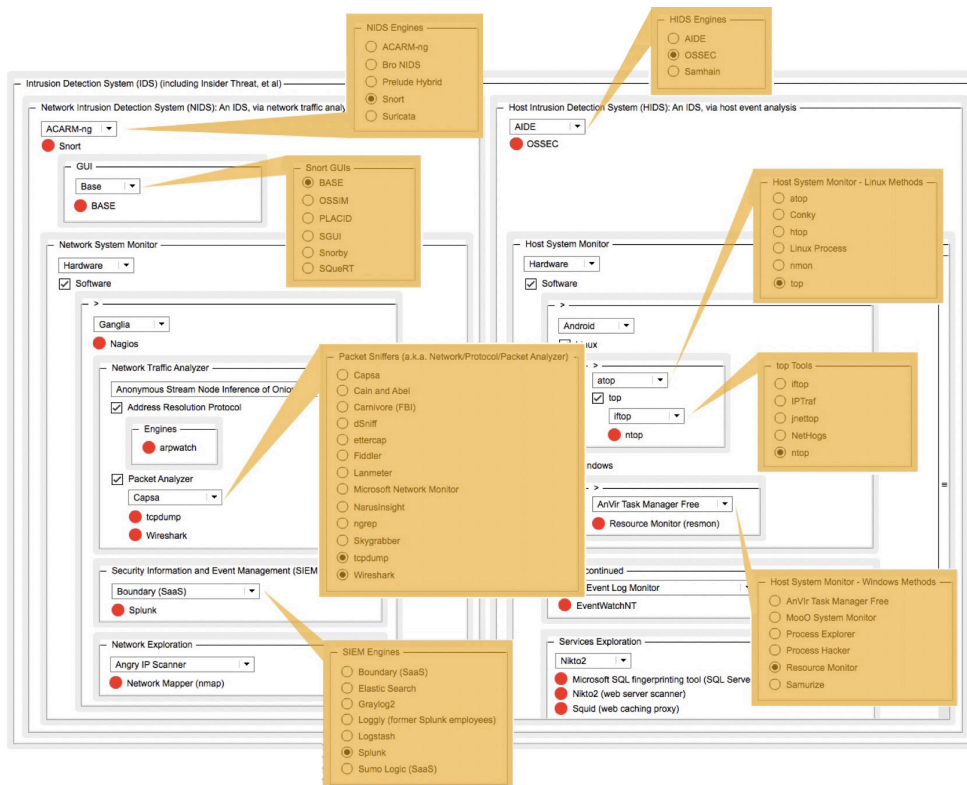 NIDS Engines
ACARM-ng
Bro NIDS
Prelude Hybrid
Snort
Suricata
HIDS Engines
AIDE
OSSEC
Samhain
Intrusion Detection System (IDS) (including Insider Threat, et al)
Network Intrusion Detection System (NIDS): An IDS, via network traffic analy
ACARM-ng
Snort
GUI
Base
BASE
Snort GUIs
BASE
OSSIM
PLACID
SGUI
Snorby
SQueRT
Network System Monitor
Hardware
Software
>
Ganglia
Nagios
Network Traffic Analyzer
Anonymous Stream Node Inference of Onio
Address Resolution Protocol
Engines
arpwatch
Packet Analyzer
Capsa
tcpdump
Wireshark
Packet Sniffers (a.k.a. Network/Protocol/Packet Analyzer)
Capsa
Cain and Abel
Carnivore (FBI)
dSniff
ettercap
Fiddler
Lanmeter
Microsoft Network Monitor
NarusInsight
ngrep
Skygrabber
tcpdump
Wireshark
Security Information and Event Management (SIEM
Boundary (SaaS)
Splunk
Network Exploration
Angry IP Scanner
Network Mapper (nmap)
SIEM Engines
Boundary (SaaS)
Elastic Search
Graylog2
Loggly (former Splunk employees)
Logstash
Splunk
Sumo Logic (SaaS)
Host Intrusion Detection System (HIDS): An IDS, via host event analysis
AIDE
OSSEC
Host System Monitor
Hardware
Software
>
Android
>
atop
top
iftop
ntop
ndows
>
AnVir Task Manager Free
Resource Monitor (resmon)
Host System Monitor - Linux Methods
atop
Conky
htop
Linux Process
nmon
top
top Tools
iftop
IPTraf
jnettop
NetHogs
ntop
continued
Event Log Monitor
EventWatchNT
Services Exploration
Nikto2
Microsoft SQL fingerprinting tool (SQL Serve
Nikto2 (web server scanner)
Squid (web caching proxy)
Host System Monitor - Windows Methods
AnVIr Task Manager Free
MooO System Monitor
Process Explorer
Process Hacker
Resource Monitor
Samurize